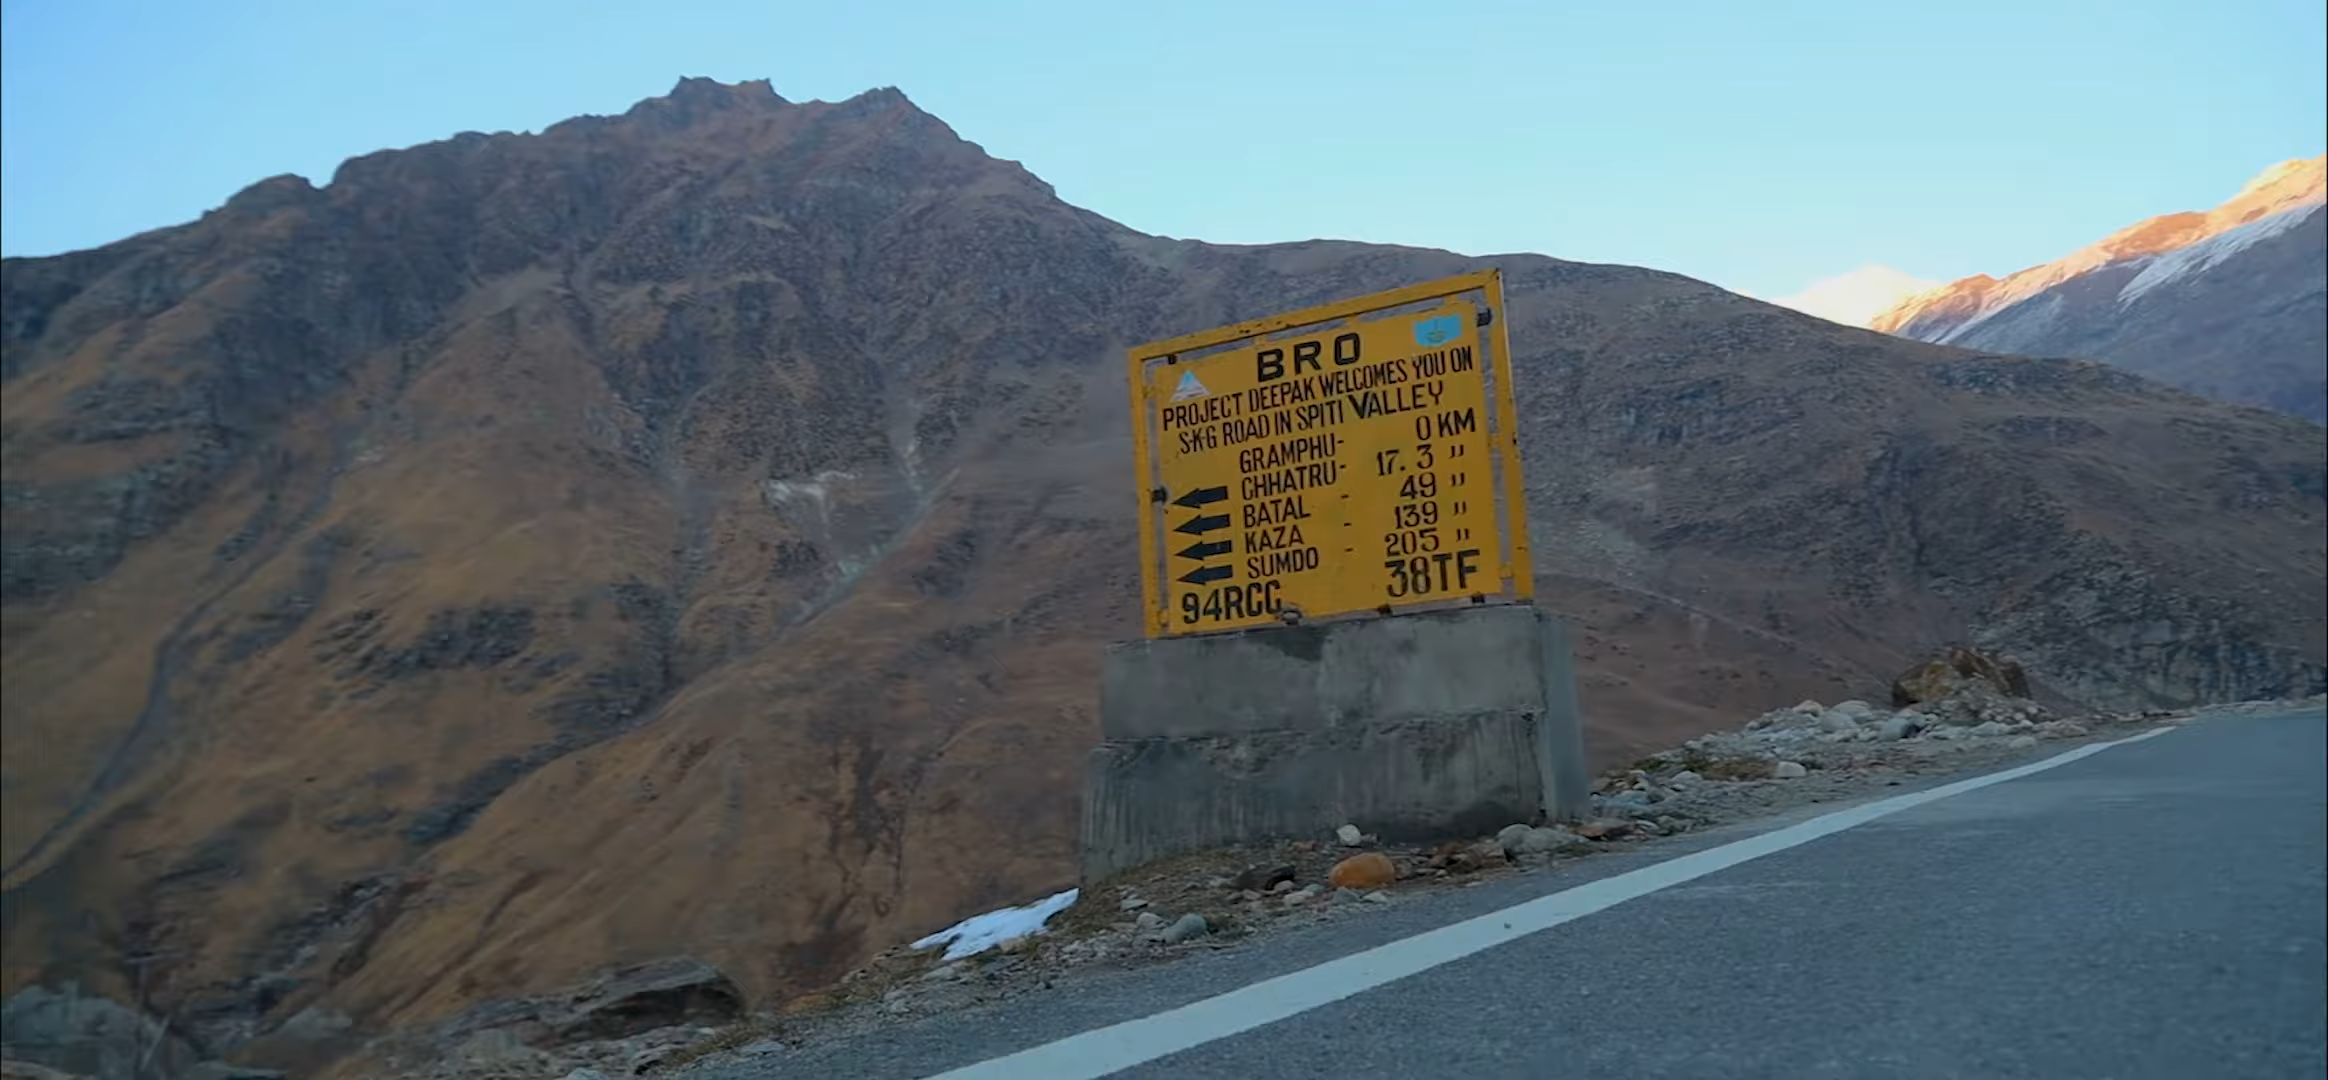 BRO
PROJECT DEEPAK WELCOMES YOU ON
S-K-G ROAD IN SPITI VALLEY
GRAMPHU- 0 KM
CHHATRU- 17.3 "
BATAL - 49 "
KAZA - 139 "
SUMDO - 205 "
94RCC 38TF